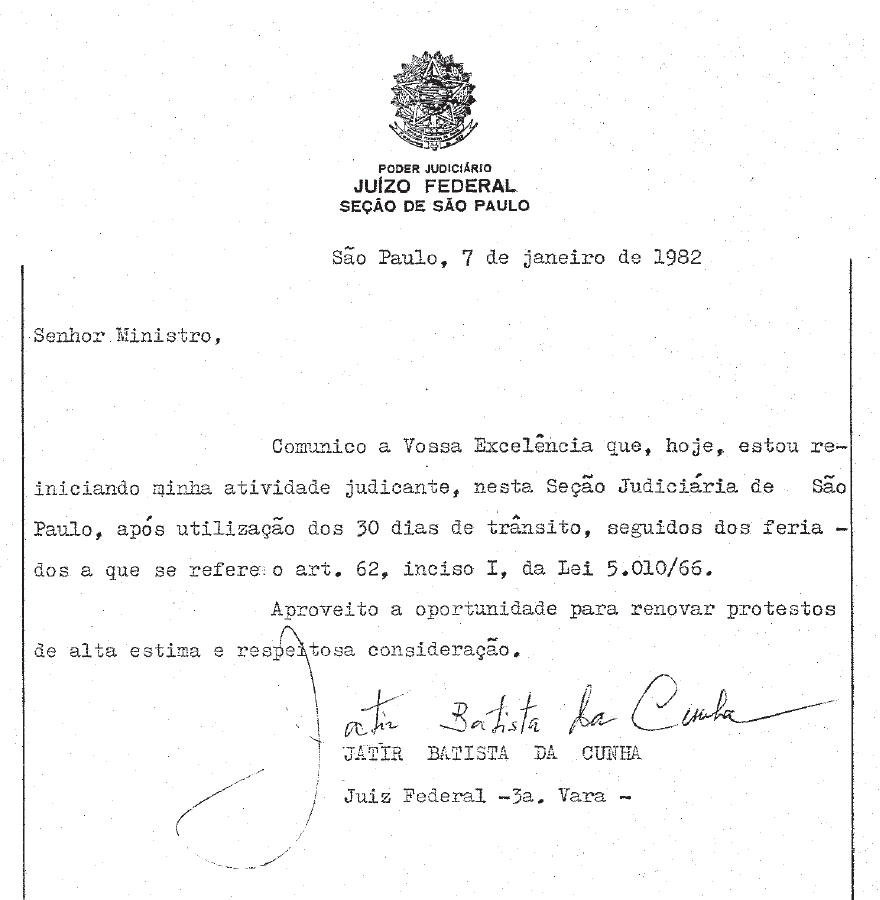 PODER JUDICIÁRIO
JUÍZO FEDERAL
SEÇÃO DE SÃO PAULO
São Paulo, 7 de janeiro de 1982
Senhor Ministro,
Comunico a Vossa Excelência que, hoje, estou re-
iniciando minha atividade judicante, nesta Seção Judiciária de São
Paulo, após utilização dos 30 dias de trânsito, seguidos dos feria -
dos a que se refere o art. 62, inciso I, da Lei 5.010/66.
Aproveito a oportunidade para renovar protestos
de alta estima e respeitosa consideração.
Jatir Batista da Cunha
JATIR BATISTA DA CUNHA
Juiz Federal -3a. Vara -